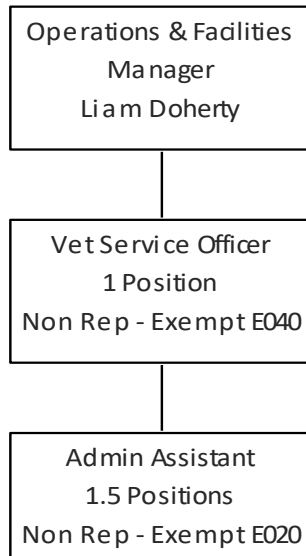 Operations & Facilities
Manager
Liam Doherty
Vet Service Officer
1 Position
Non Rep - Exempt E040
Admin Assistant
1.5 Positions
Non Rep - Exempt E020